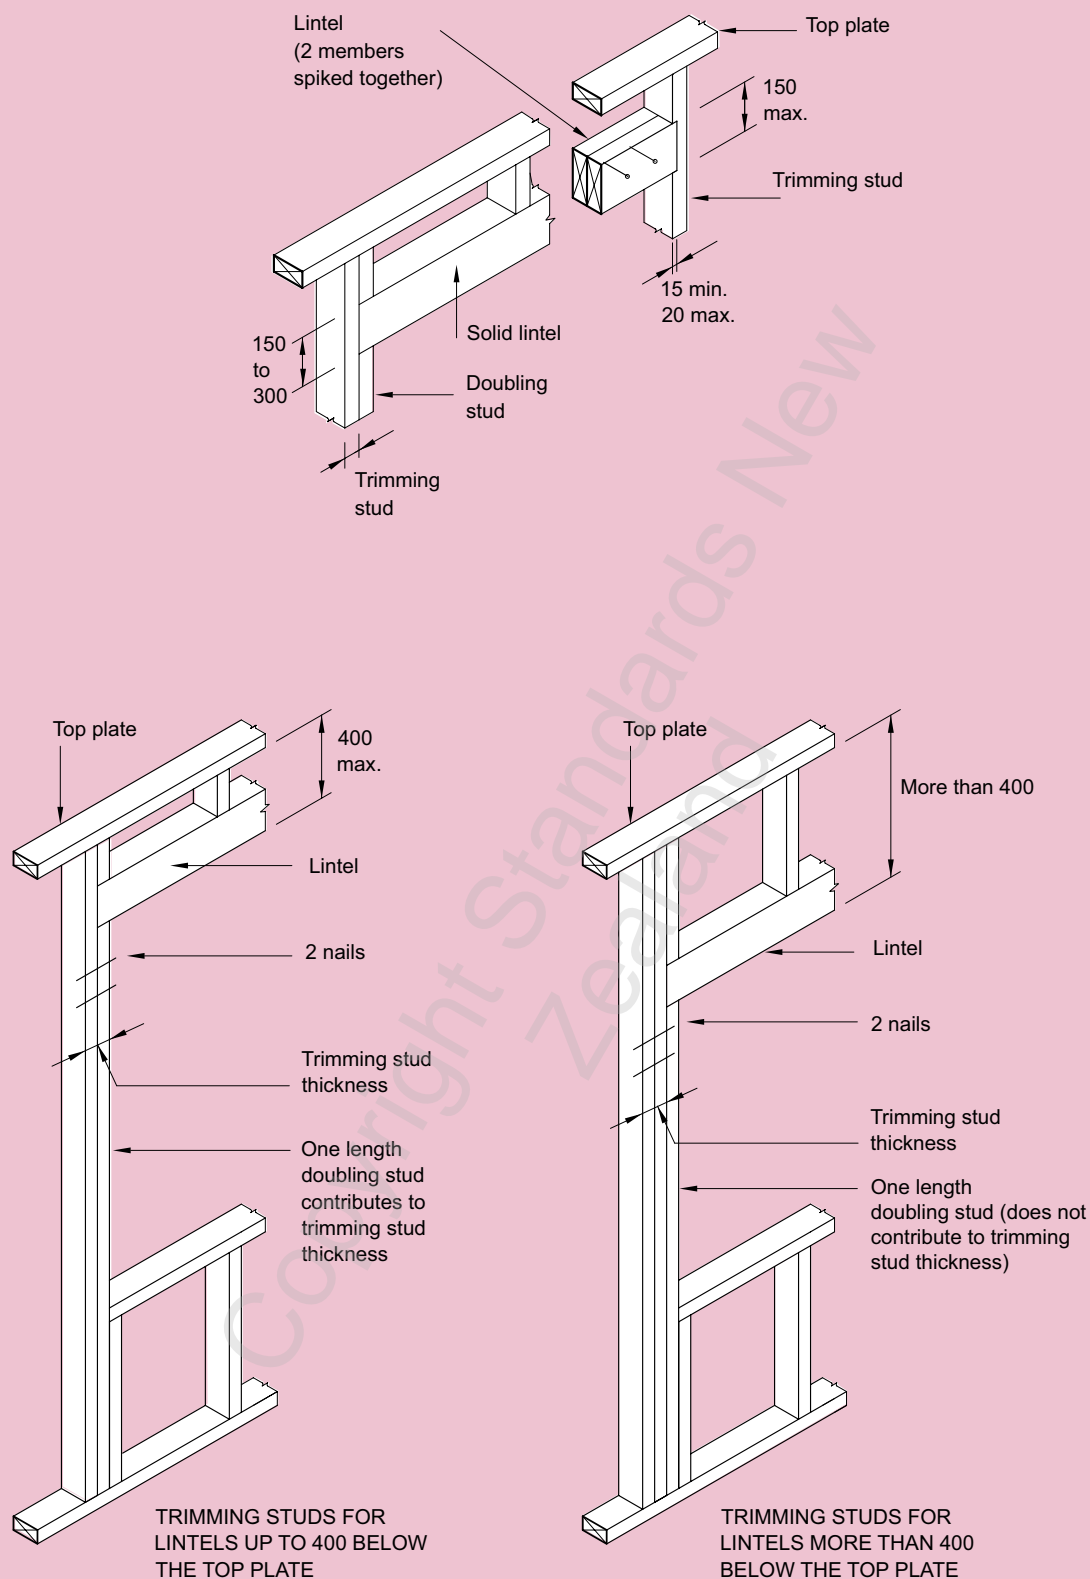 Lintel
(2 members
spiked together)
Top plate
150
max.
Trimming stud
15 min.
20 max.
150
to
300
Solid lintel
Doubling
stud
Trimming
stud
Top plate
400
max.
Lintel
2 nails
Trimming stud
thickness
One length
doubling stud
contributes to
trimming stud
thickness
TRIMMING STUDS FOR
LINTELS UP TO 400 BELOW
THE TOP PLATE
Top plate
More than 400
Lintel
2 nails
Trimming stud
thickness
One length
doubling stud (does not
contribute to trimming
stud thickness)
TRIMMING STUDS FOR
LINTELS MORE THAN 400
BELOW THE TOP PLATE
Copyright Standards New
Zealand